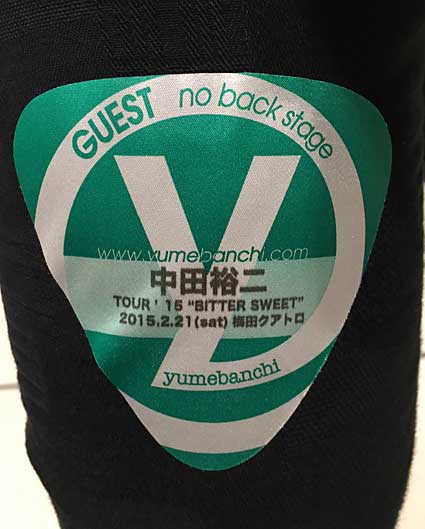 GUEST no back stage
Y
www.yumebanchi.com
中田裕二
TOUR '15 "BITTER SWEET"
2015.2.21(sat) 梅田クアトロ
yumebanchi